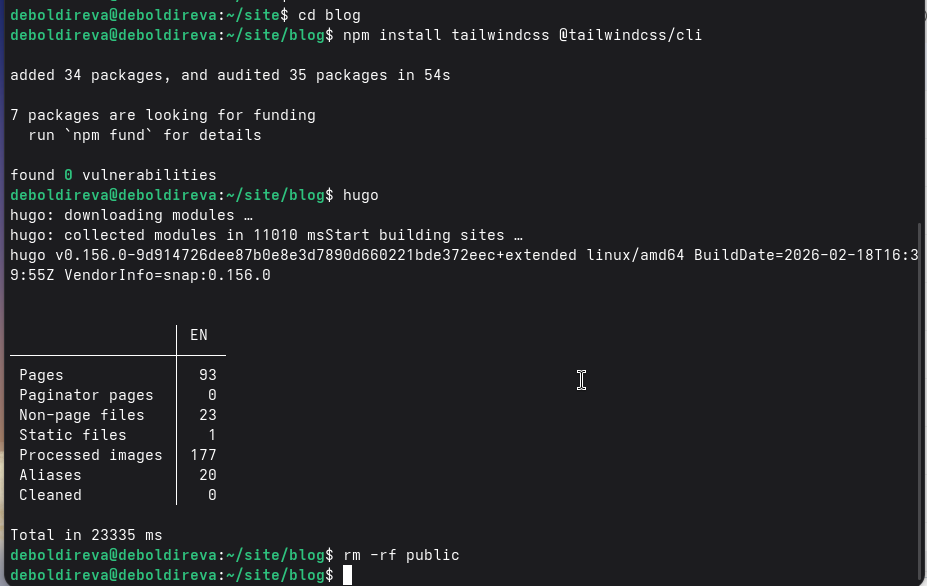 deboldireva@deboldireva:~/site$ cd blog
deboldireva@deboldireva:~/site/blog$ npm install tailwindcss @tailwindcss/cli
added 34 packages, and audited 35 packages in 54s
7 packages are looking for funding
  run `npm fund` for details
found 0 vulnerabilities
deboldireva@deboldireva:~/site/blog$ hugo
hugo: downloading modules …
hugo: collected modules in 11010 msStart building sites …
hugo v0.156.0-9d914726dee87b0e8e3d7890d660221bde372eec+extended linux/amd64 BuildDate=2026-02-18T16:3
9:55Z VendorInfo=snap:0.156.0
EN
Pages 93
Paginator pages 0
Non-page files 23
Static files 1
Processed images 177
Aliases 20
Cleaned 0
Total in 23335 ms
deboldireva@deboldireva:~/site/blog$ rm -rf public
deboldireva@deboldireva:~/site/blog$